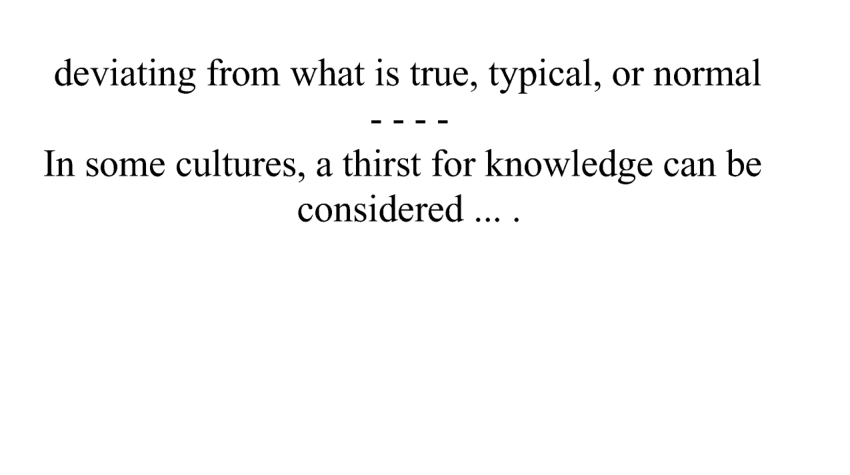 deviating from what is true, typical, or normal
- - - -
In some cultures, a thirst for knowledge can be
considered ... .